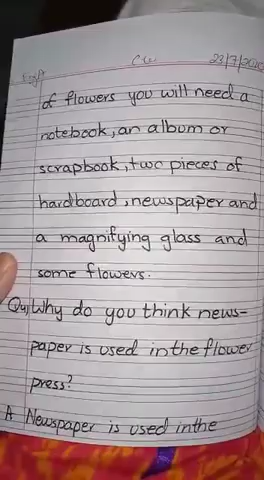 C.W. 23/7/2020
of flowers you will need a
notebook, an album or
scrapbook, two pieces of
hardboard, newspaper and
a magnifying glass and
some flowers.
Q4) Why do you think news-
paper is used in the flower
press?
A Newspaper is used in the